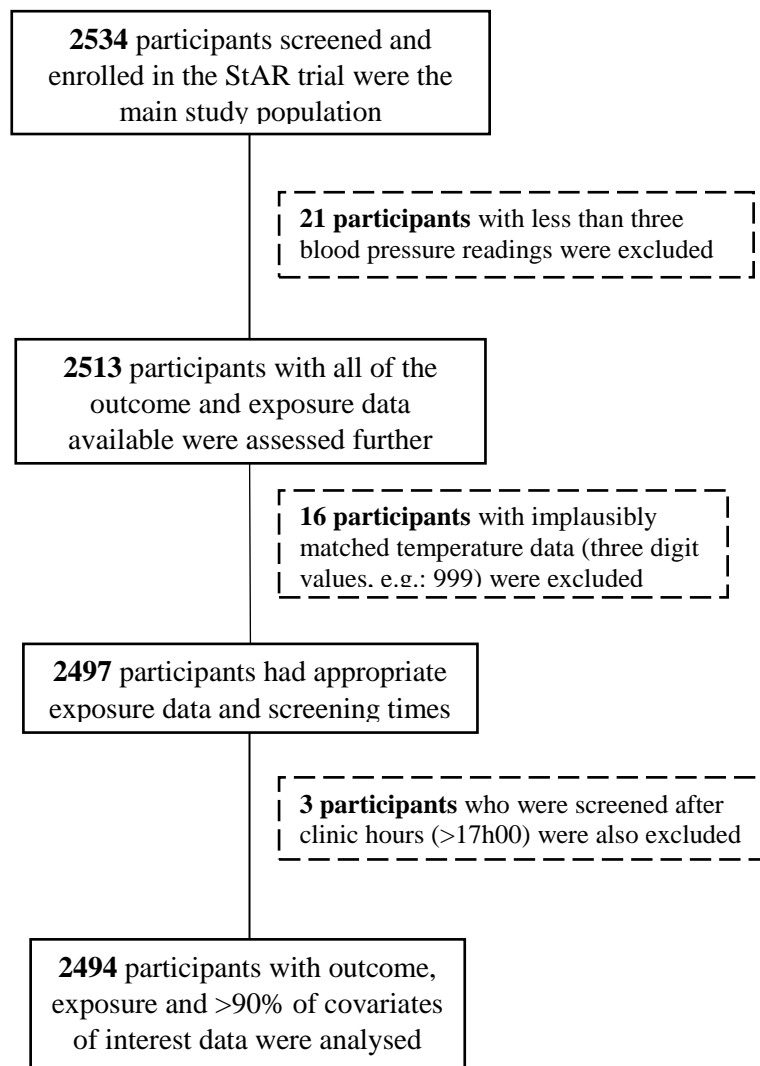 2534 participants screened and
enrolled in the StAR trial were the
main study population
21 participants with less than three
blood pressure readings were excluded
2513 participants with all of the
outcome and exposure data
available were assessed further
16 participants with implausibly
matched temperature data (three digit
values, e.g.: 999) were excluded
2497 participants had appropriate
exposure data and screening times
3 participants who were screened after
clinic hours (>17h00) were also excluded
2494 participants with outcome,
exposure and >90% of covariates
of interest data were analysed